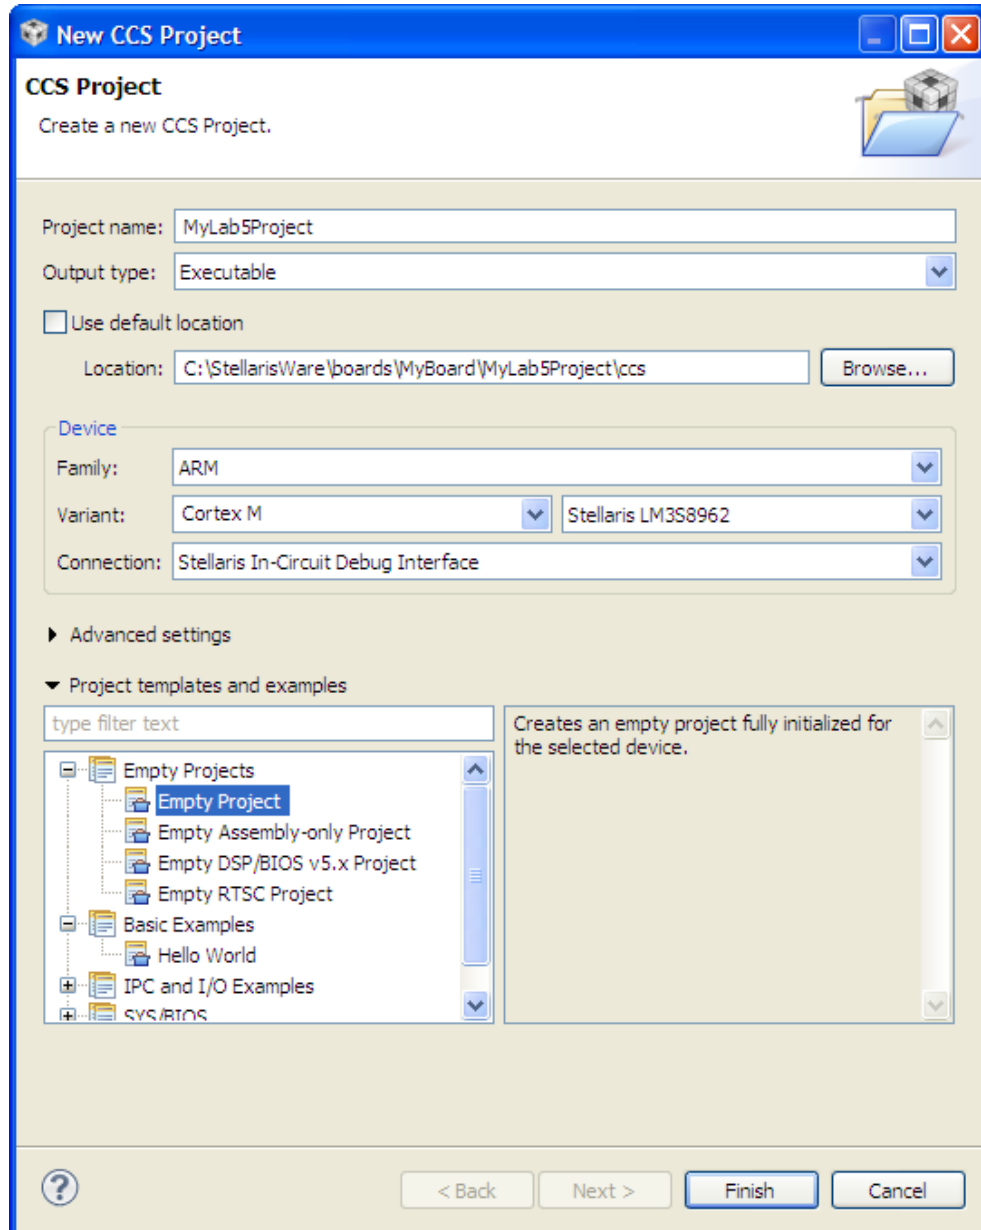 New CCS Project
CCS Project
Create a new CCS Project.
Project name: MyLab5Project
Output type: Executable
Use default location
Location: C:\StellarisWare\boards\MyBoard\MyLab5Project\ccs Browse...
Device
Family: ARM
Variant: Cortex M Stellaris LM3S8962
Connection: Stellaris In-Circuit Debug Interface
Advanced settings
Project templates and examples
type filter text
Creates an empty project fully initialized for
the selected device.
Empty Projects
Empty Project
Empty Assembly-only Project
Empty DSP/BIOS v5.x Project
Empty RTSC Project
Basic Examples
Hello World
IPC and I/O Examples
SYS/BIOS
? < Back Next > Finish Cancel